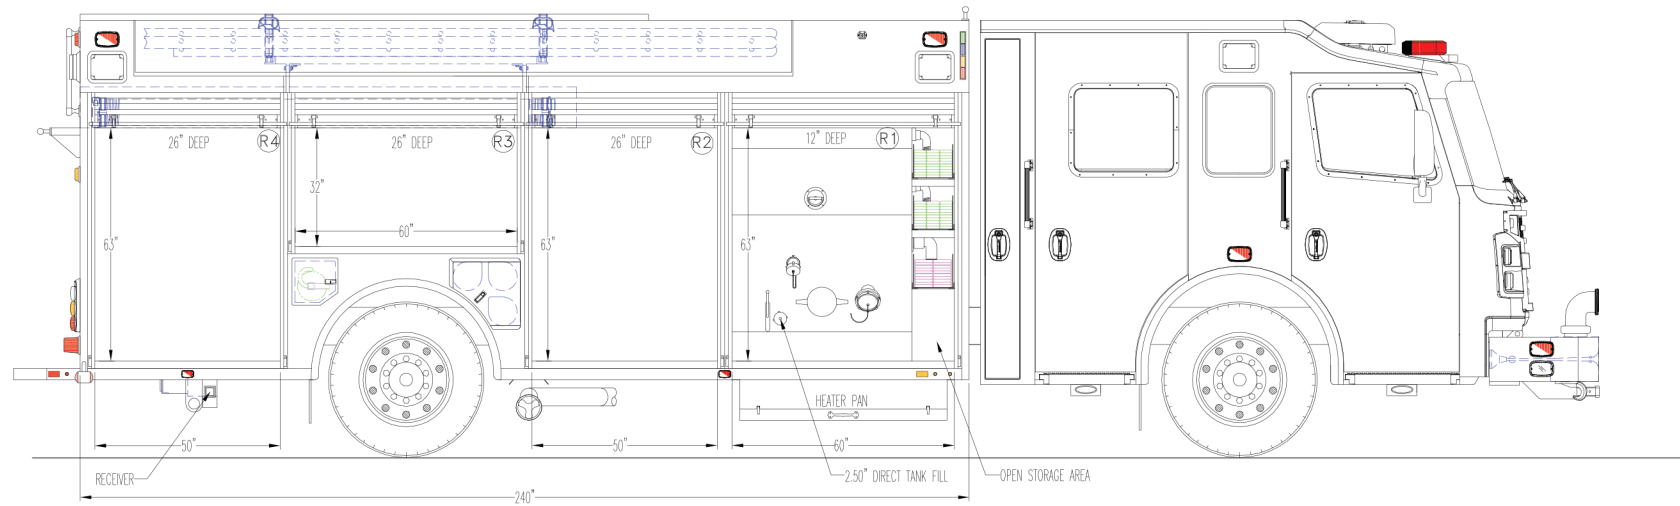 26" DEEP
R4
26" DEEP
R3
26" DEEP
R2
12" DEEP
R1
32"
60"
63"
63"
63"
HEATER PAN
50"
50"
60"
RECEIVER
2.50" DIRECT TANK FILL
OPEN STORAGE AREA
240"